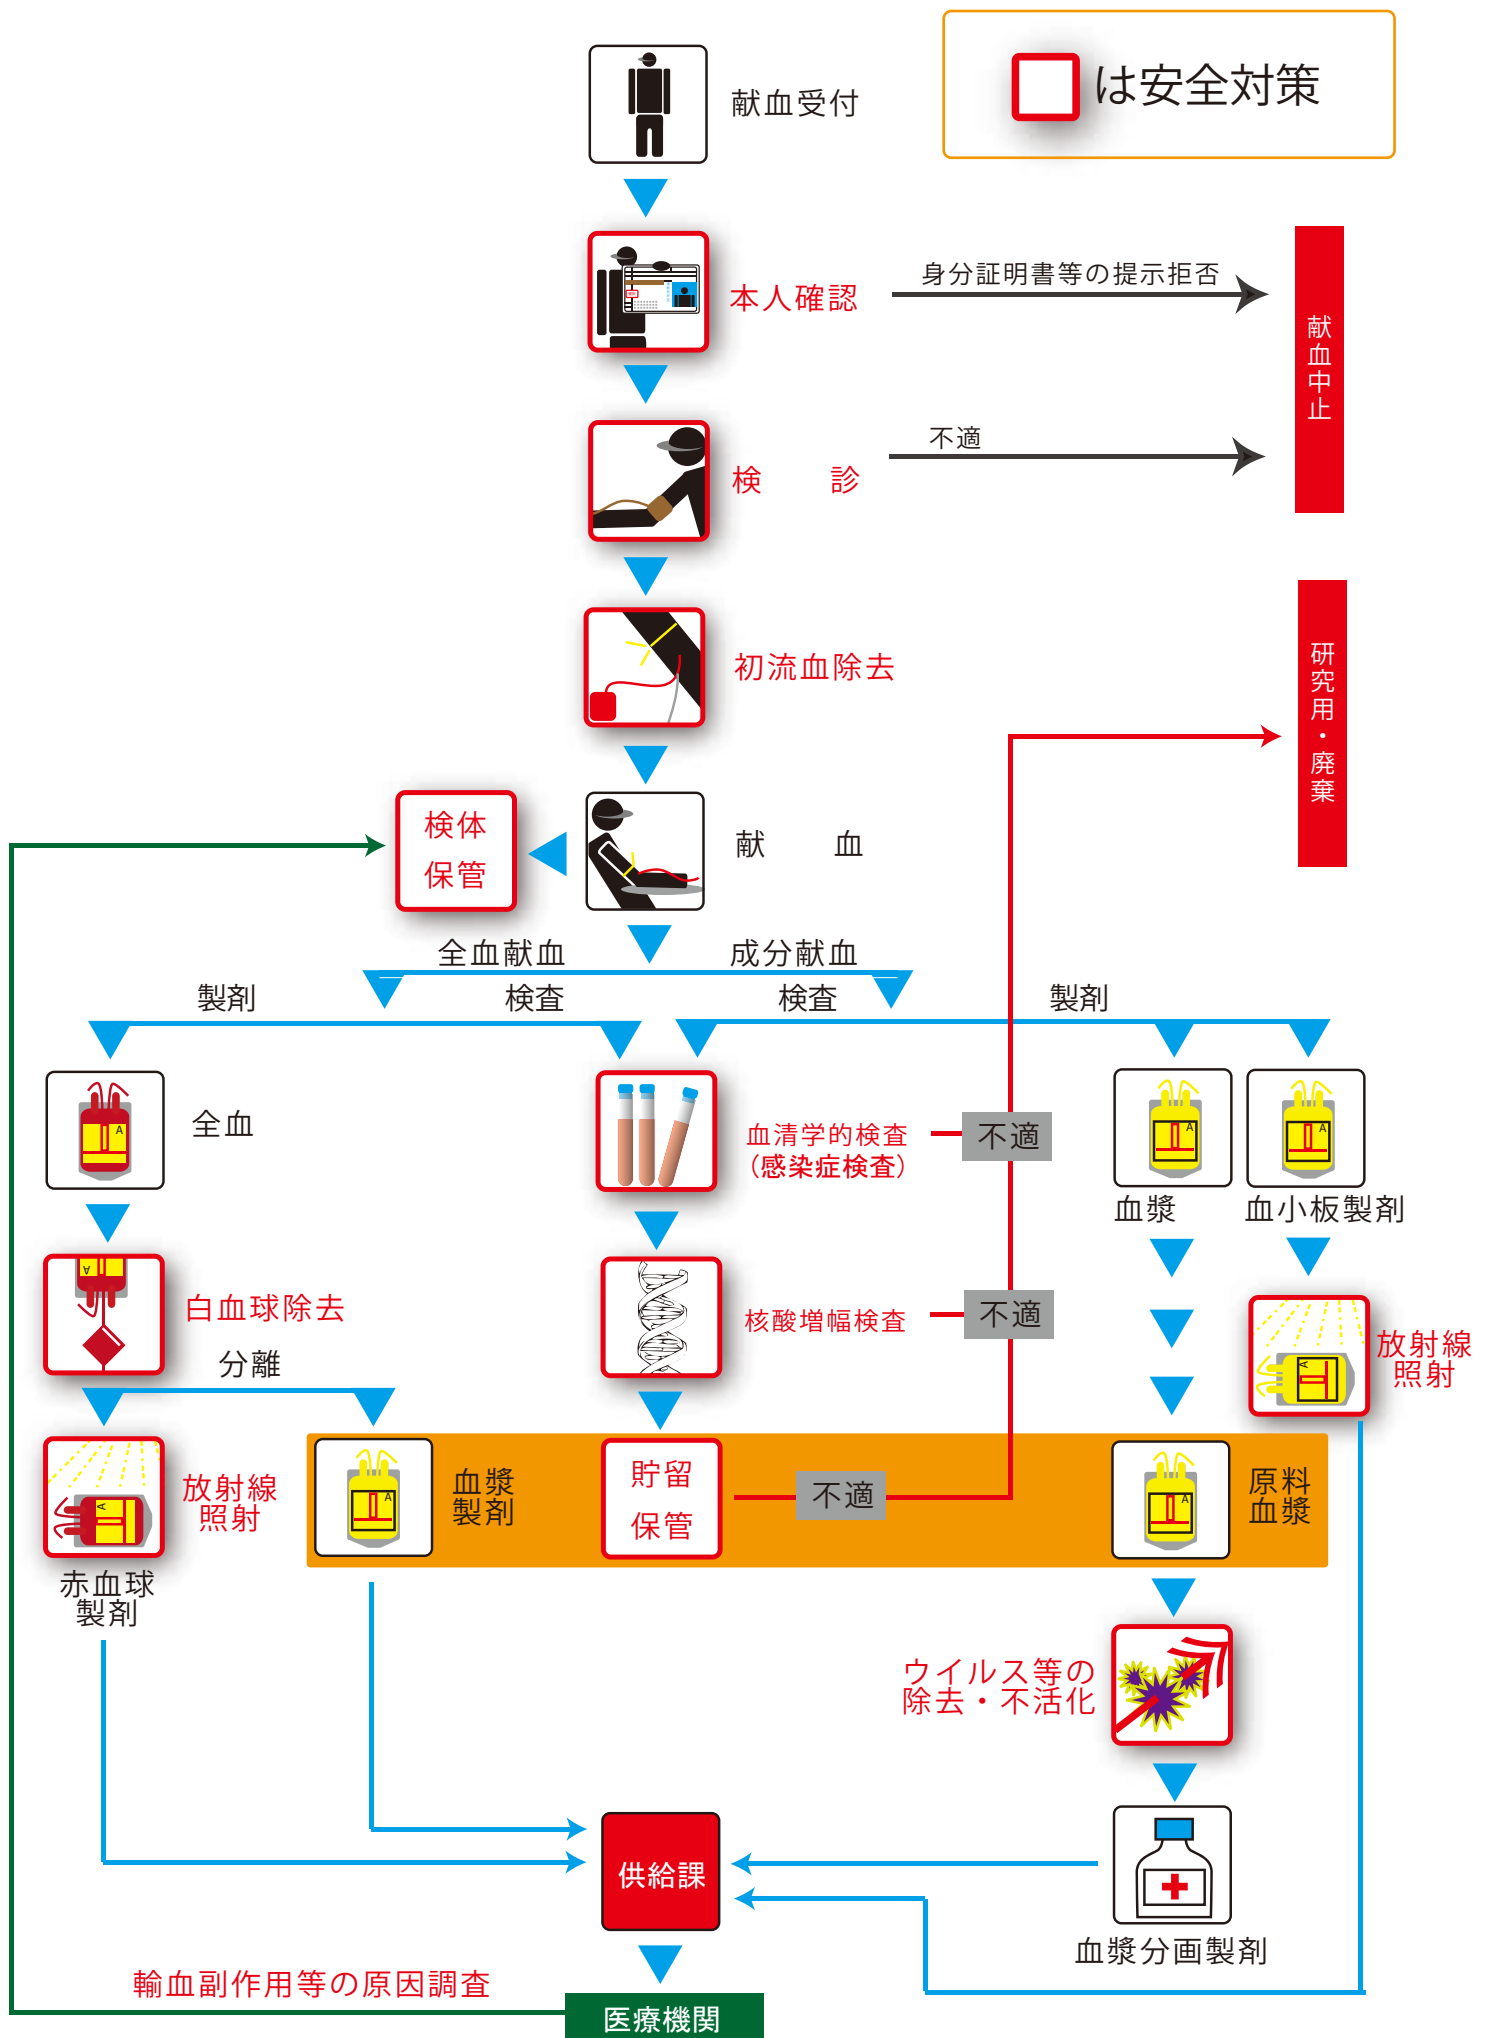 献血受付
は安全対策
本人確認
身分証明書等の提示拒否
献血中止
検　診
不適
初流血除去
研究用・廃棄
検体
保管
献　血
全血献血
成分献血
製剤
検査
検査
製剤
A
全血
血清学的検査
（感染症検査）
不適
A
血漿
A
血小板製剤
A
白血球除去
分離
核酸増幅検査
不適
A
放射線
照射
A
放射線
照射
赤血球
製剤
A
血漿
製剤
貯留
保管
不適
A
原料
血漿
ウイルス等の
除去・不活化
供給課
血漿分画製剤
輸血副作用等の原因調査
医療機関